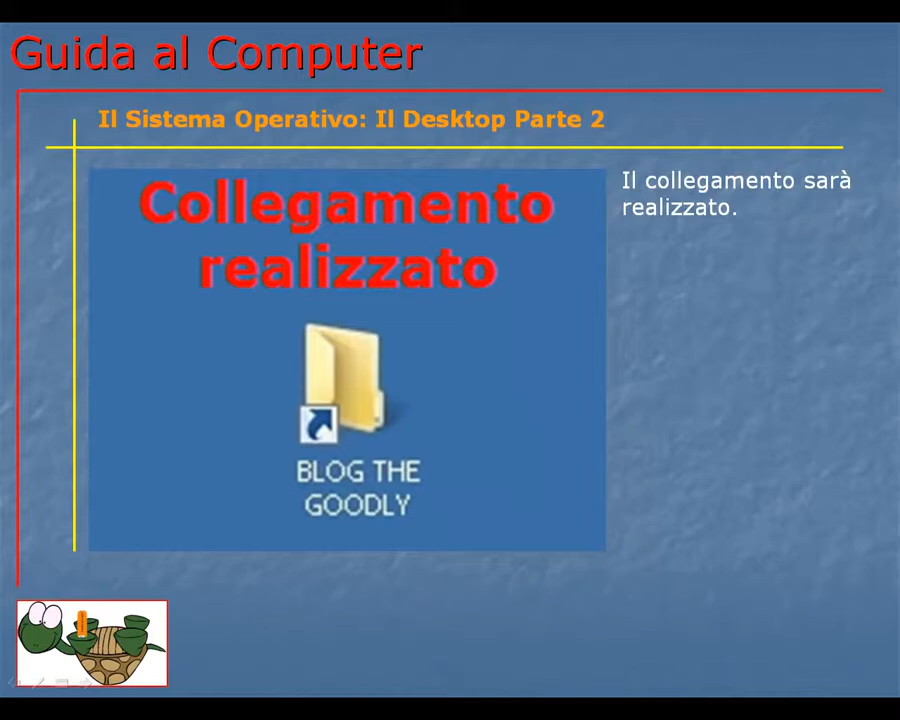 Guida al Computer
Il Sistema Operativo: Il Desktop Parte 2
Collegamento
realizzato
Il collegamento sarà
realizzato.
BLOG THE
GOODLY